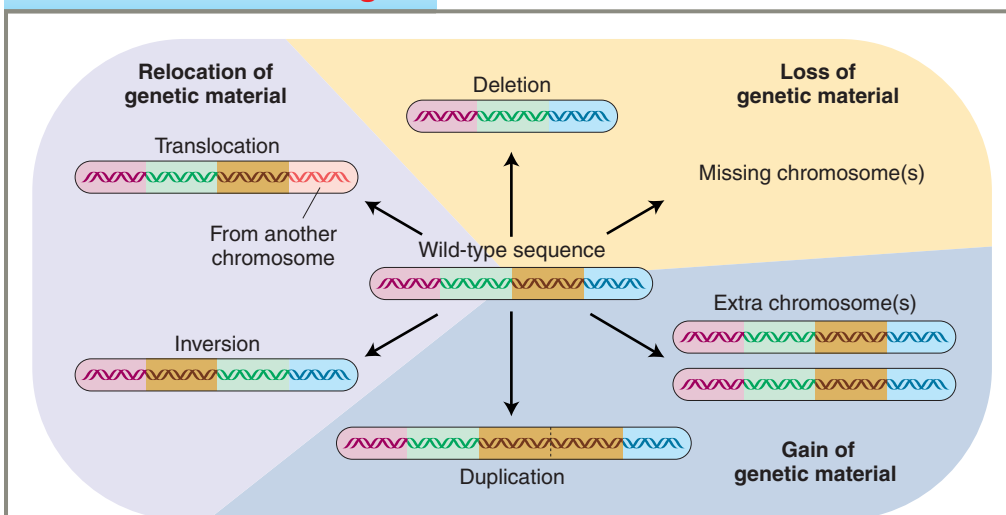 Relocation of
genetic material
Loss of
genetic material
Deletion
Translocation
Missing chromosome(s)
From another
chromosome
Wild-type sequence
Extra chromosome(s)
Inversion
Duplication
Gain of
genetic material